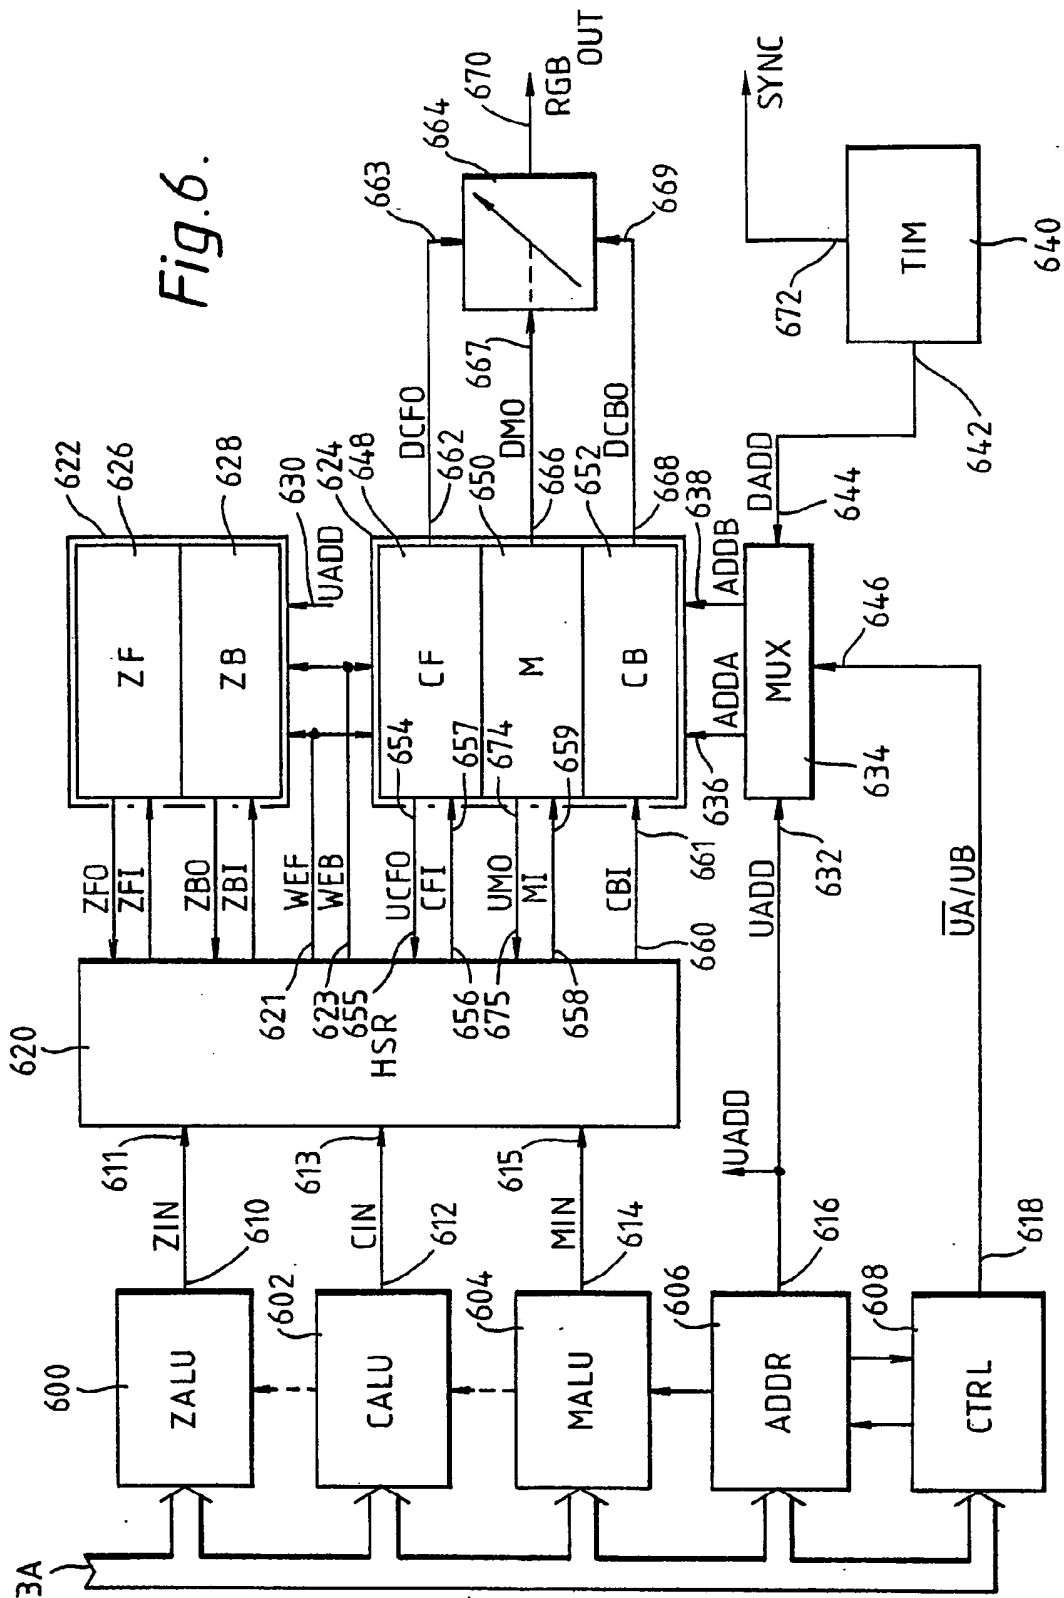 Fig.6.
3A
600
ZALU
602
CALU
604
MALU
606
ADDR
608
CTRL
ZIN
610
611
CIN
612
613
MIN
614
615
UADD
616
618
620
HSR
ZFO
ZFI
ZBO
ZBI
WEF
WEB
621
623
UCFO
CFI
655
656
UMO
MI
675
658
CBI
660
661
654
657
674
659
ZF
ZB
622
626
628
630
UADD
CF
M
CB
624
648
650
652
DCFO
662
663
DMO
666
667
DCBO
668
669
664
670
RGB
OUT
ADDA
636
ADDB
638
UADD
632
MUX
634
646
UA/UB
DADD
644
642
TIM
640
672
SYNC